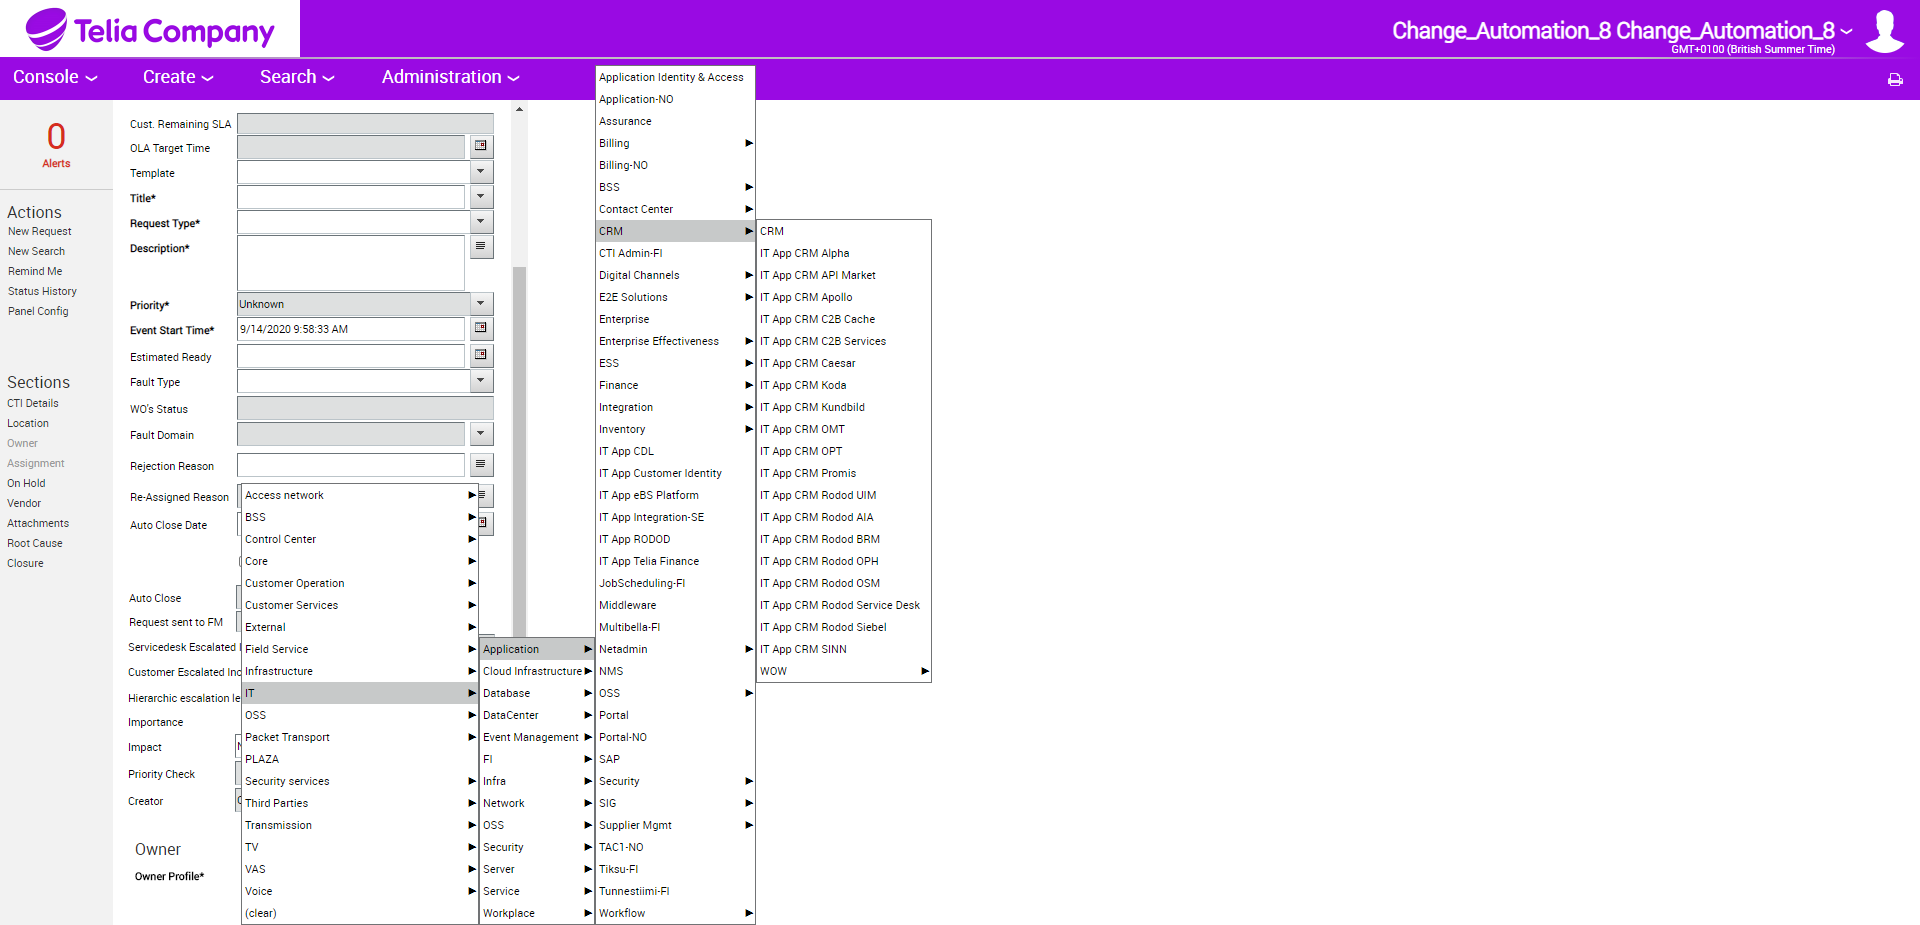 Telia Company
Change_Automation_8 Change_Automation_8
GMT+0100 (British Summer Time)
Console
Create
Search
Administration
0
Alerts
Actions
New Request
New Search
Remind Me
Status History
Panel Config
Sections
CTI Details
Location
Owner
Assignment
On Hold
Vendor
Attachments
Root Cause
Closure
Cust. Remaining SLA
OLA Target Time
Template
Title*
Request Type*
Description*
Priority*
Unknown
Event Start Time*
9/14/2020 9:58:33 AM
Estimated Ready
Fault Type
WO's Status
Fault Domain
Rejection Reason
Re-Assigned Reason
Auto Close Date
Auto Close
Request sent to FM
Servicedesk Escalated
Customer Escalated Inc
Hierarchic escalation le
Importance
Impact
Priority Check
Creator
Owner
Owner Profile*
Access network
BSS
Control Center
Core
Customer Operation
Customer Services
External
Field Service
Infrastructure
IT
OSS
Packet Transport
PLAZA
Security services
Third Parties
Transmission
TV
VAS
Voice
(clear)
Application
Cloud Infrastructure
Database
DataCenter
Event Management
FI
Infra
Network
OSS
Security
Server
Service
Workplace
Application Identity & Access
Application-NO
Assurance
Billing
Billing-NO
BSS
Contact Center
CRM
CTI Admin-FI
Digital Channels
E2E Solutions
Enterprise
Enterprise Effectiveness
ESS
Finance
Integration
Inventory
IT App CDL
IT App Customer Identity
IT App eBS Platform
IT App Integration-SE
IT App RODOD
IT App Telia Finance
JobScheduling-FI
Middleware
Multibella-FI
Netadmin
NMS
OSS
Portal
Portal-NO
SAP
Security
SIG
Supplier Mgmt
TAC1-NO
Tiksu-FI
Tunnestiimi-FI
Workflow
CRM
IT App CRM Alpha
IT App CRM API Market
IT App CRM Apollo
IT App CRM C2B Cache
IT App CRM C2B Services
IT App CRM Caesar
IT App CRM Koda
IT App CRM Kundbild
IT App CRM OMT
IT App CRM OPT
IT App CRM Promis
IT App CRM Rodod UIM
IT App CRM Rodod AIA
IT App CRM Rodod BRM
IT App CRM Rodod OPH
IT App CRM Rodod OSM
IT App CRM Rodod Service Desk
IT App CRM Rodod Siebel
IT App CRM SINN
WOW